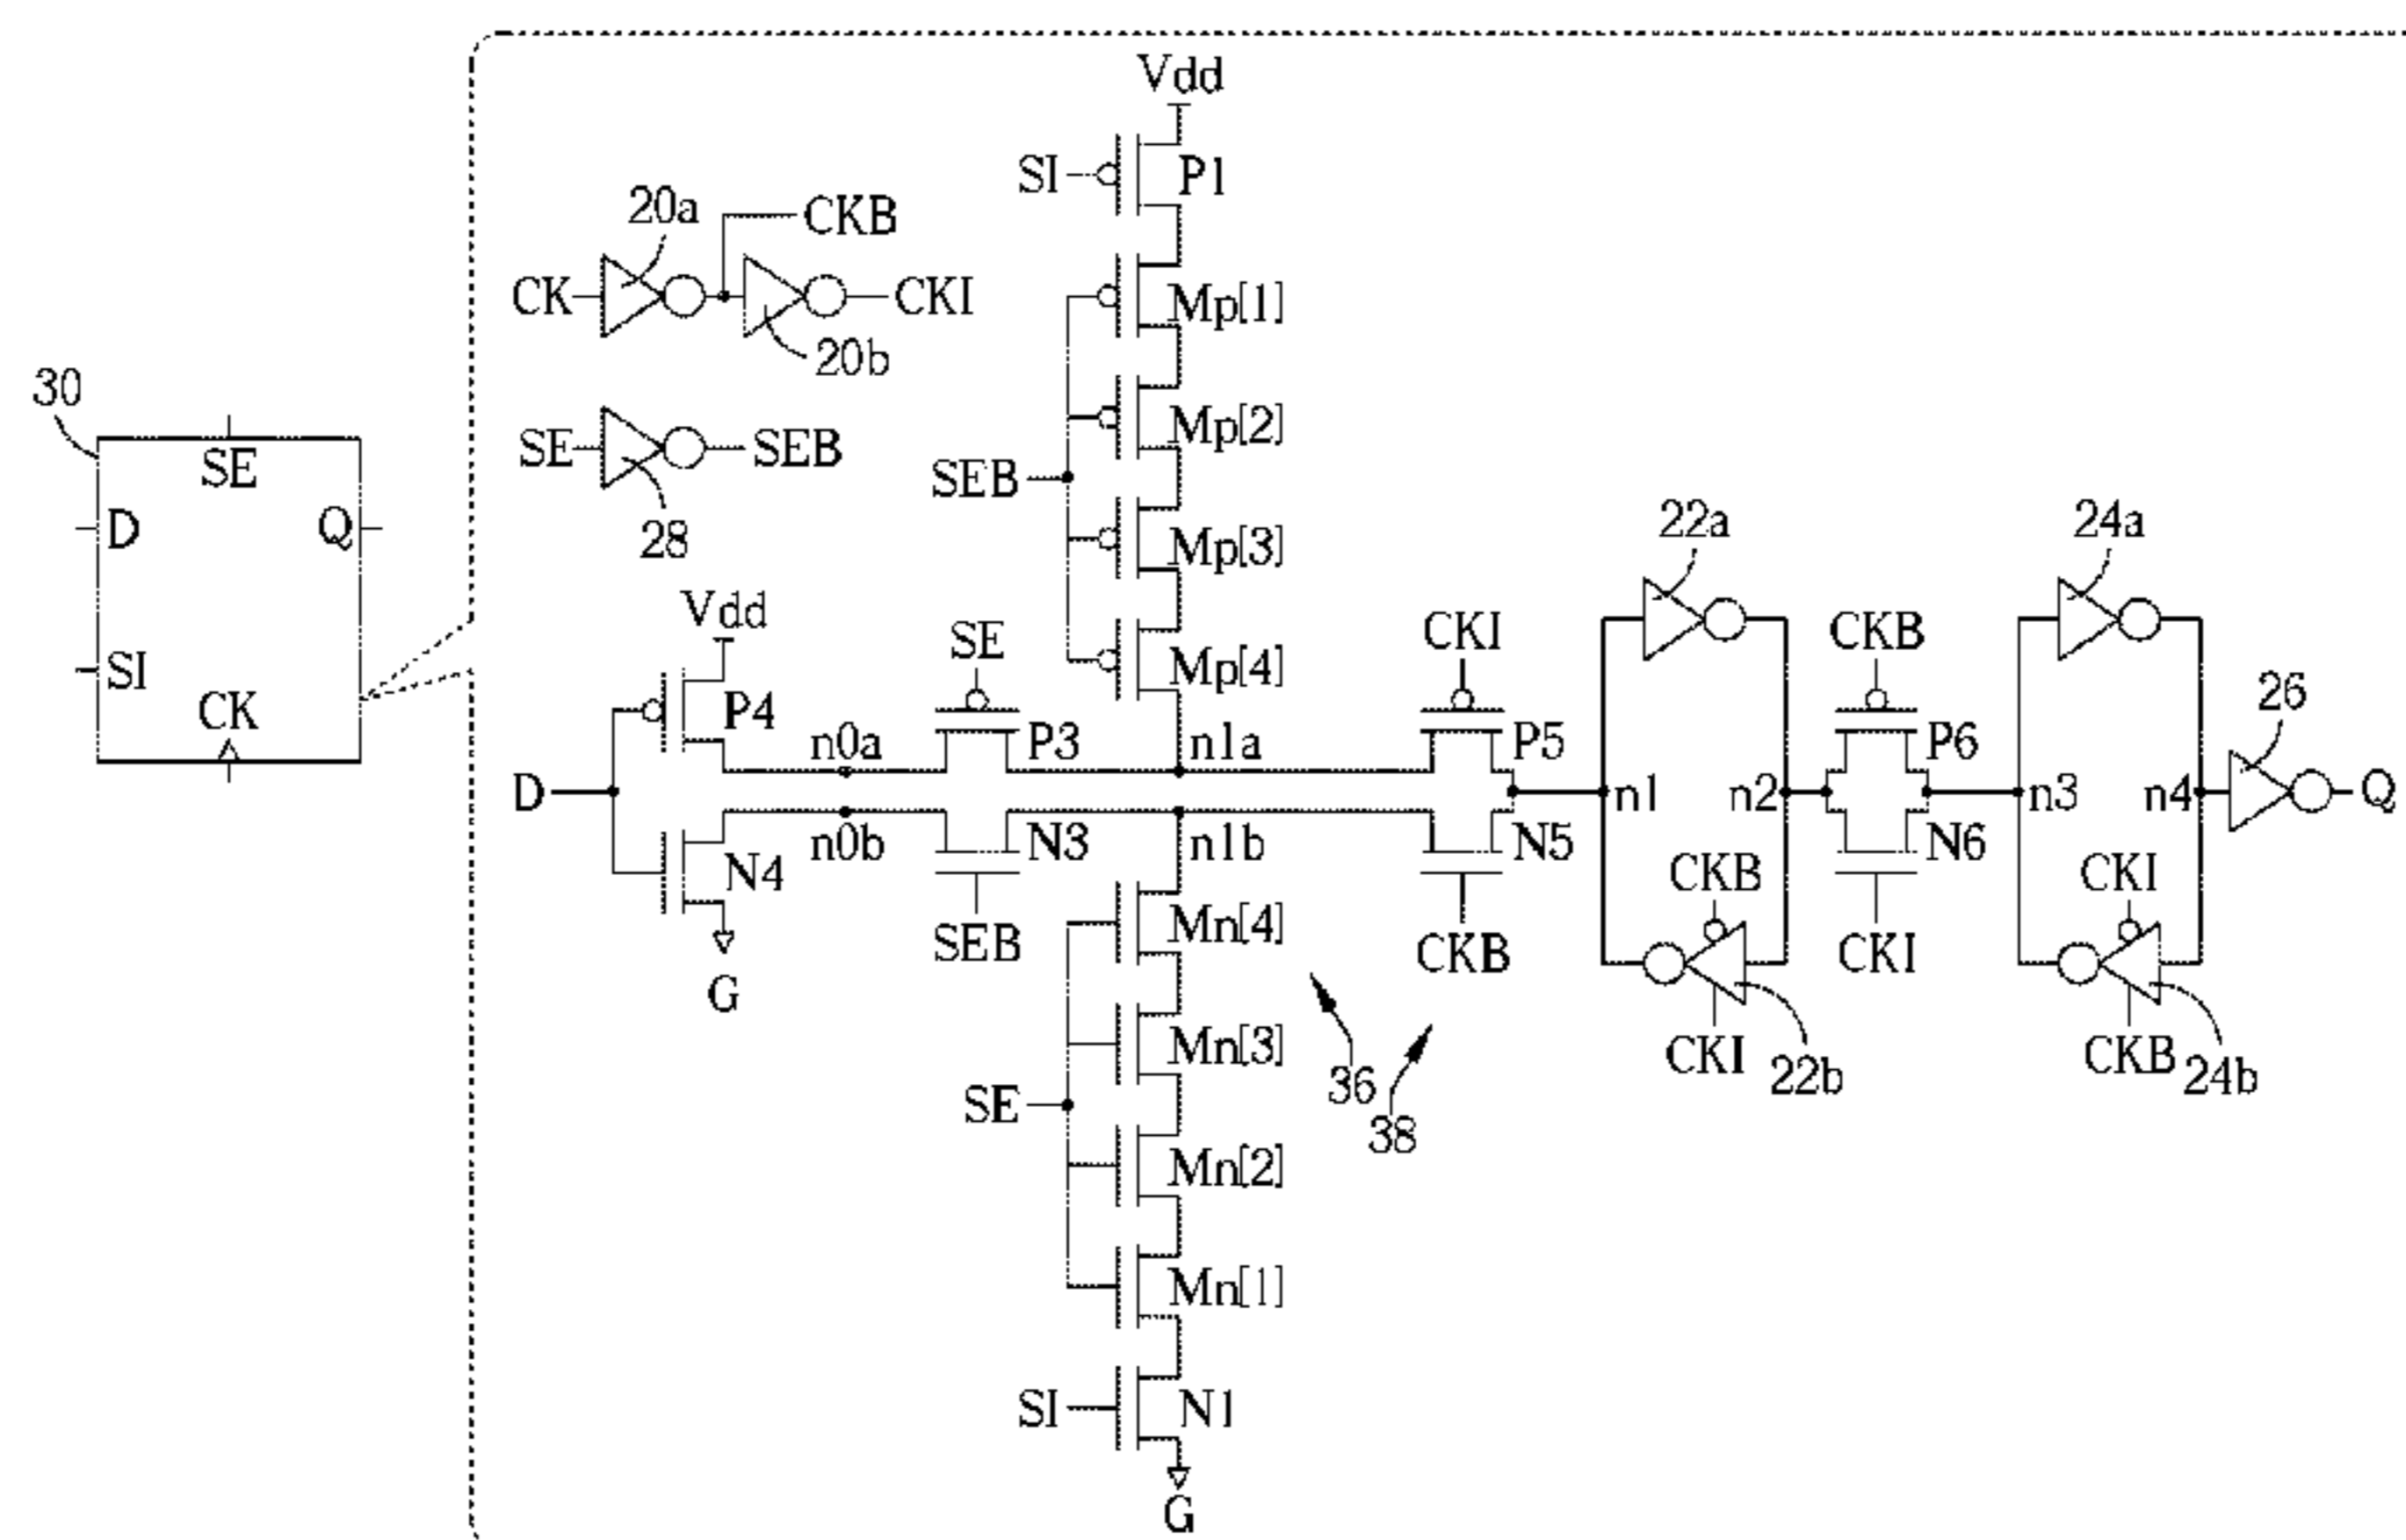 30
SE
D
Q
SI
CK
20a
CKB
CK
CKI
20b
SE
SEB
28
Vdd
SI
P1
Mp[1]
Mp[2]
SEB
Mp[3]
Mp[4]
Vdd
P4
D
N4
G
n0a
n0b
SE
P3
N3
SEB
n1a
n1b
CKI
P5
N5
CKB
Mn[4]
Mn[3]
SE
Mn[2]
Mn[1]
SI
N1
G
36
38
22a
n1
n2
CKB
CKI
22b
CKB
P6
N6
CKI
24a
n3
n4
CKI
CKB
24b
26
Q